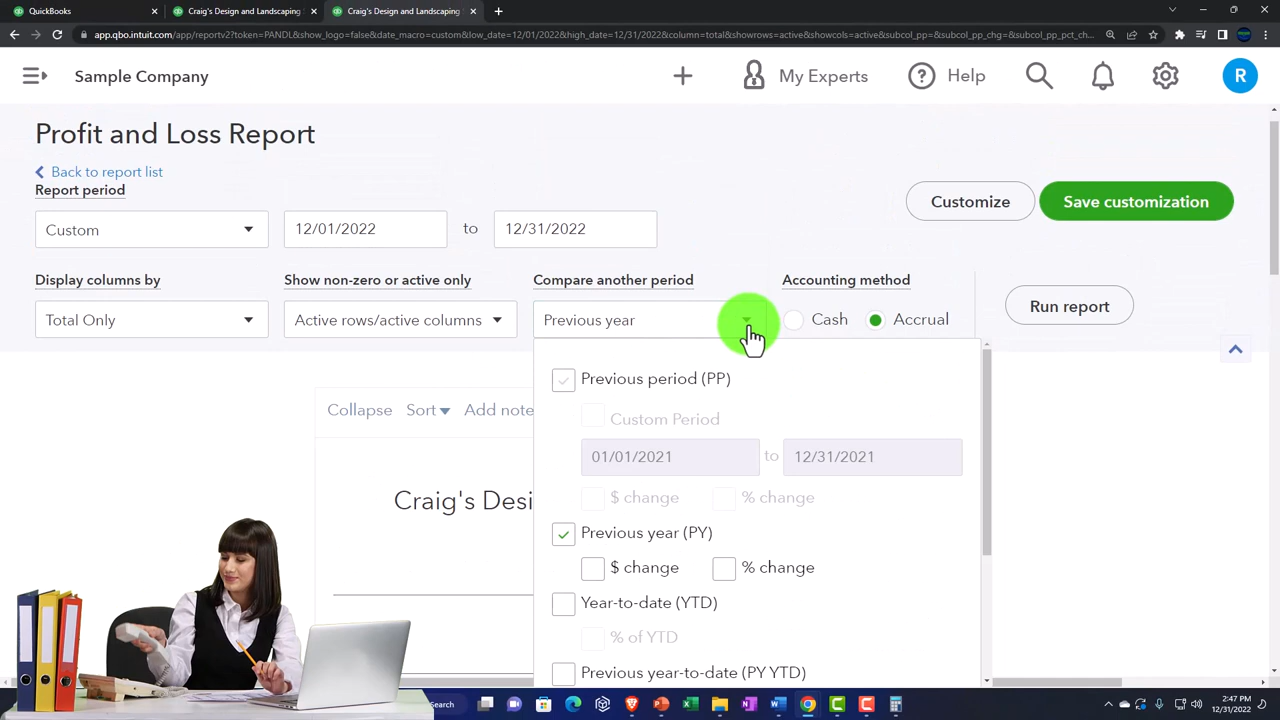 QuickBooks
Craig's Design and Landscaping
Craig's Design and Landscaping
app.qbo.intuit.com/app/reportv2?token=PANDL&show_logo=false&date_macro=custom&low_date=12/01/2022&high_date=12/31/2022&column=total&showrows=active&showcols=active&subcol_pp=&subcol_pp_chg=&subcol_pp_pct_ch...
Sample Company
My Experts
Help
R
Profit and Loss Report
Back to report list
Report period
Customize
Save customization
Custom
12/01/2022
to
12/31/2022
Display columns by
Show non-zero or active only
Compare another period
Accounting method
Total Only
Active rows/active columns
Previous year
Cash
Accrual
Run report
Previous period (PP)
Collapse
Sort
Add note
Custom Period
01/01/2021
to
12/31/2021
$ change
% change
Craig's Desi
Previous year (PY)
$ change
% change
Year-to-date (YTD)
% of YTD
Previous year-to-date (PY YTD)
Search
2:47 PM
12/31/2022